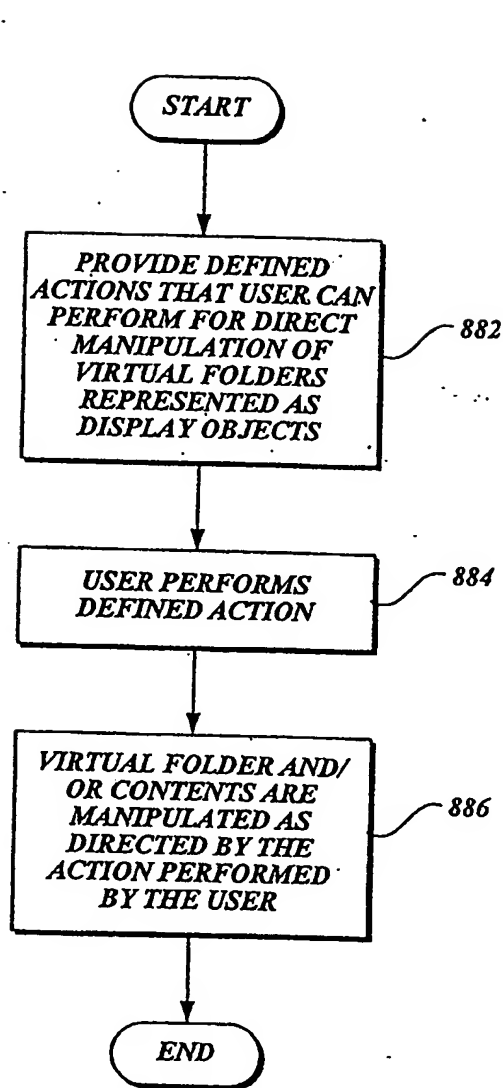 START
PROVIDE DEFINED
ACTIONS THAT USER CAN
PERFORM FOR DIRECT
MANIPULATION OF
VIRTUAL FOLDERS
REPRESENTED AS
DISPLAY OBJECTS
882
USER PERFORMS
DEFINED ACTION
884
VIRTUAL FOLDER AND/
OR CONTENTS ARE
MANIPULATED AS
DIRECTED BY THE
ACTION PERFORMED
BY THE USER
886
END